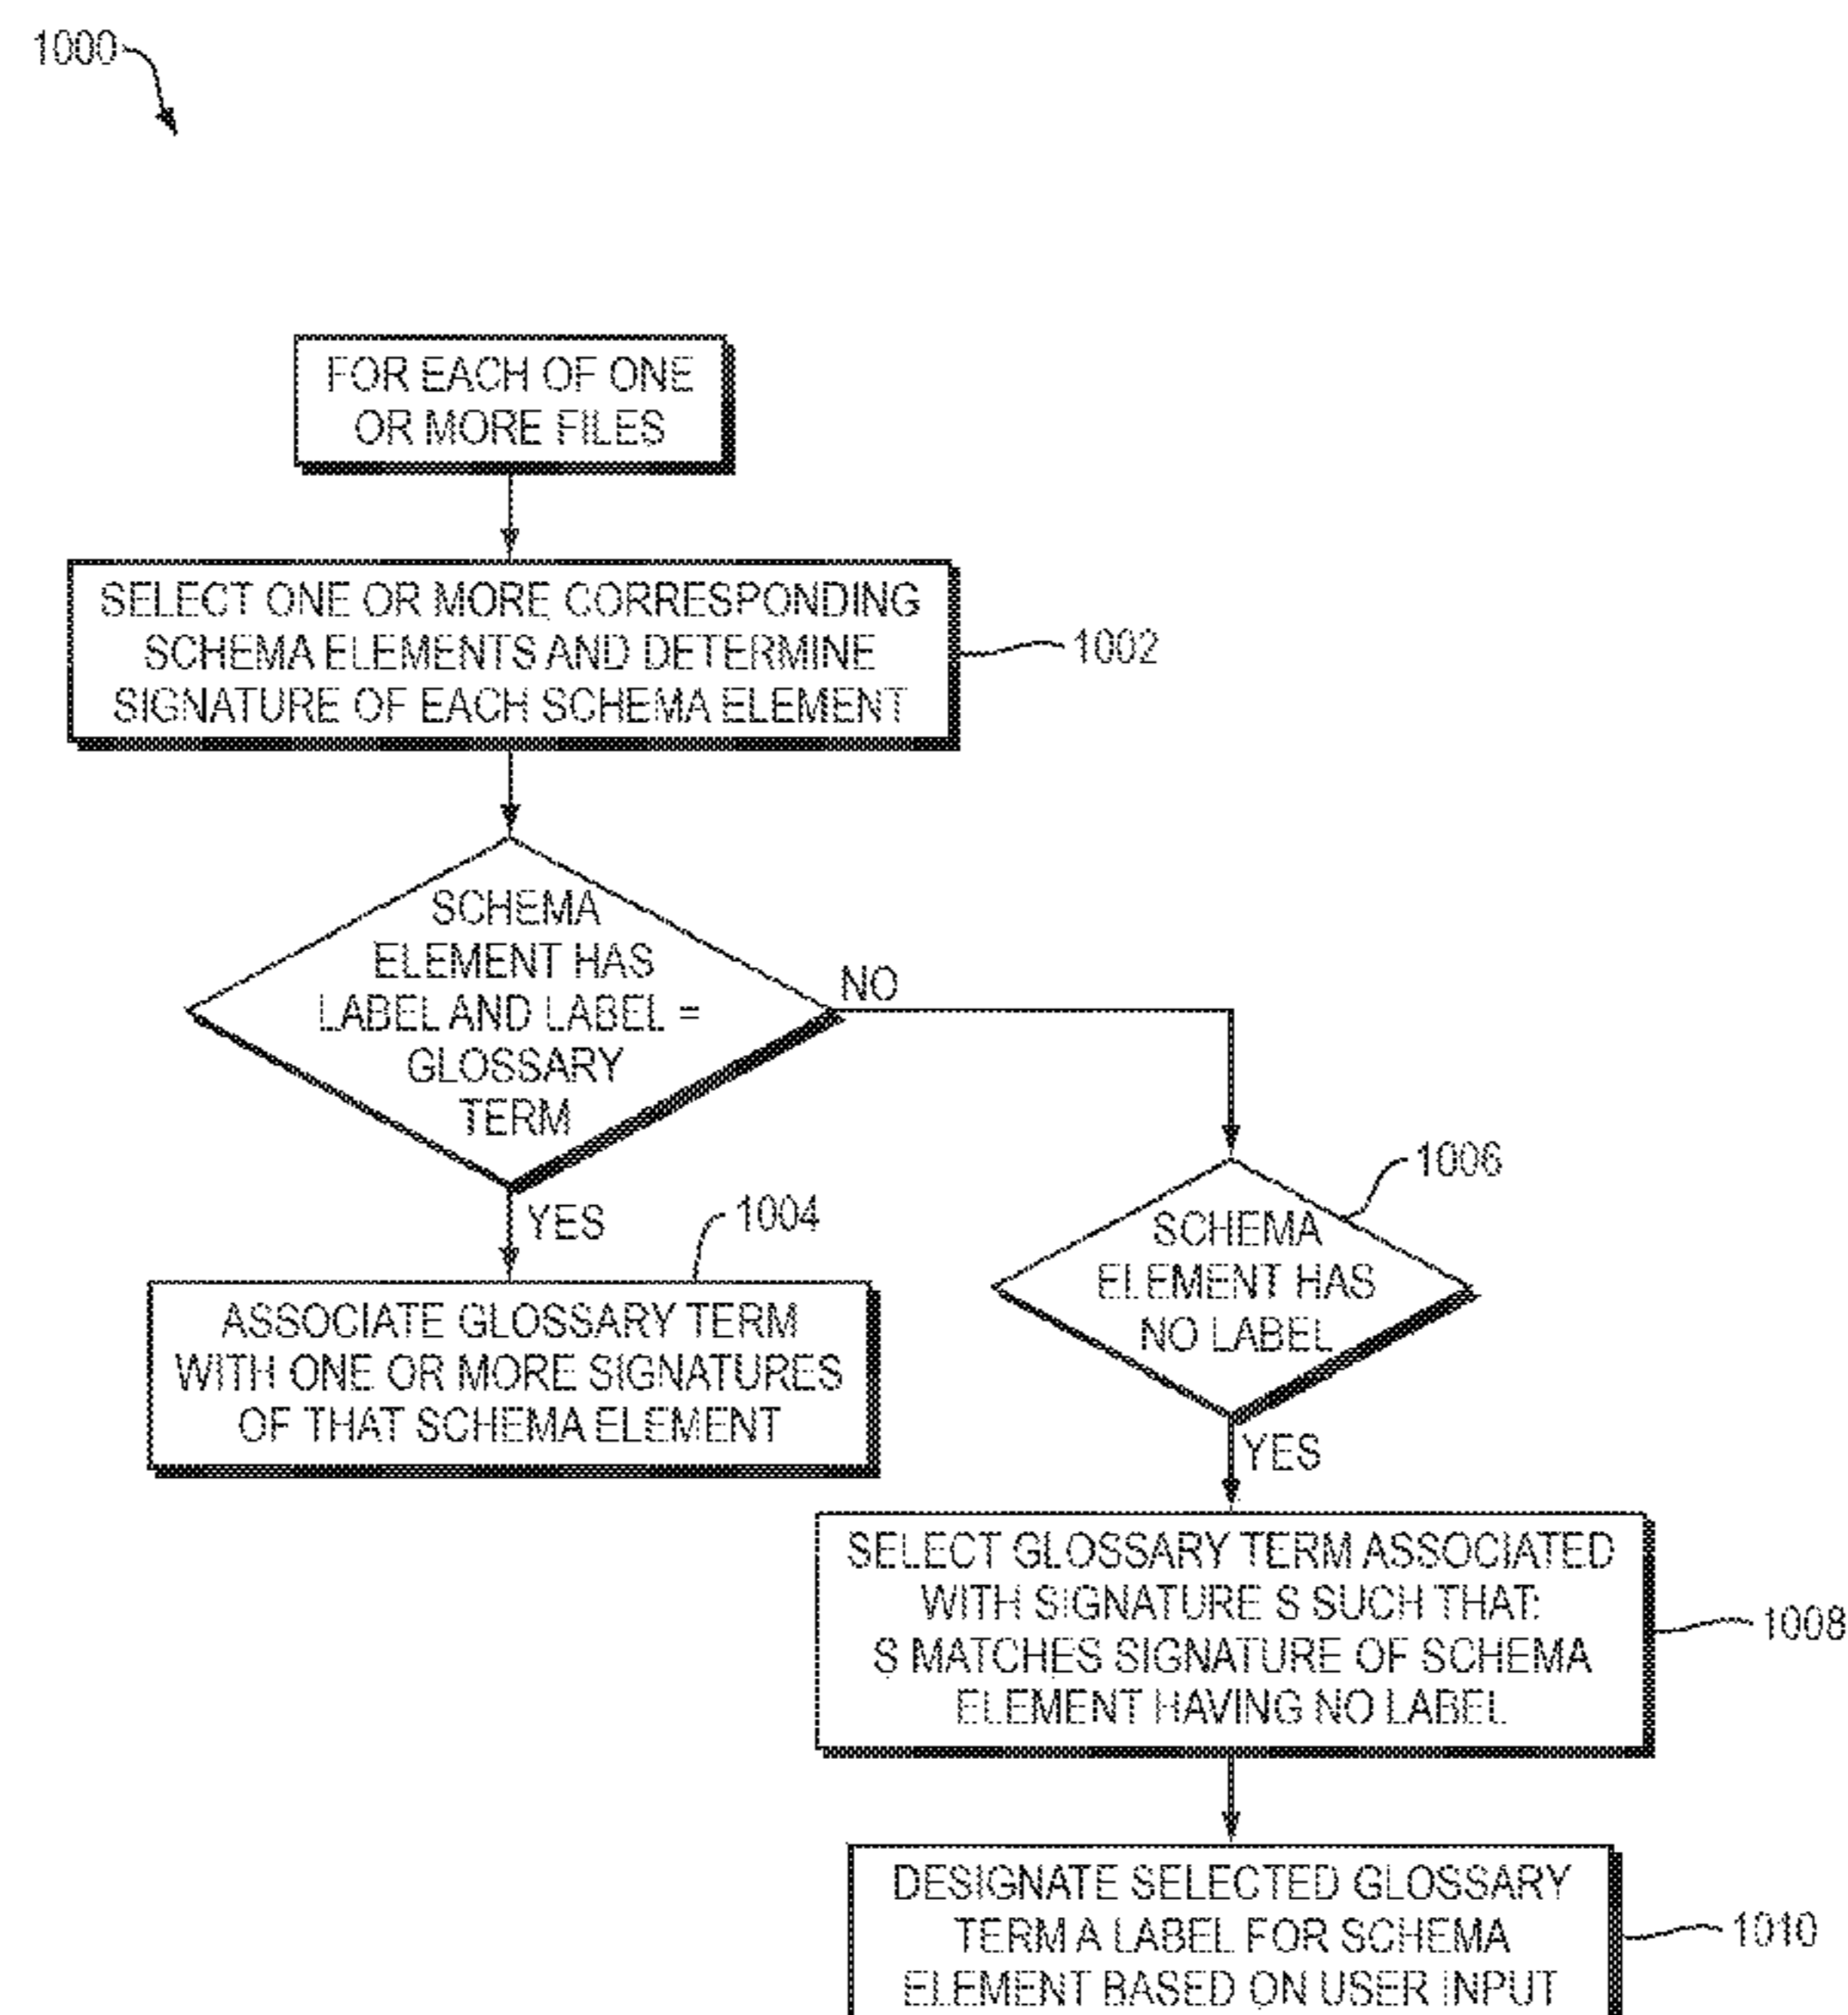 1000
FOR EACH OF ONE
OR MORE FILES
SELECT ONE OR MORE CORRESPONDING
SCHEMA ELEMENTS AND DETERMINE
SIGNATURE OF EACH SCHEMA ELEMENT
1002
SCHEMA
ELEMENT HAS
LABEL AND LABEL =
GLOSSARY
TERM
NO
YES
1004
ASSOCIATE GLOSSARY TERM
WITH ONE OR MORE SIGNATURES
OF THAT SCHEMA ELEMENT
1006
SCHEMA
ELEMENT HAS
NO LABEL
YES
SELECT GLOSSARY TERM ASSOCIATED
WITH SIGNATURE S SUCH THAT:
S MATCHES SIGNATURE OF SCHEMA
ELEMENT HAVING NO LABEL
1008
DESIGNATE SELECTED GLOSSARY
TERM A LABEL FOR SCHEMA
ELEMENT BASED ON USER INPUT
1010